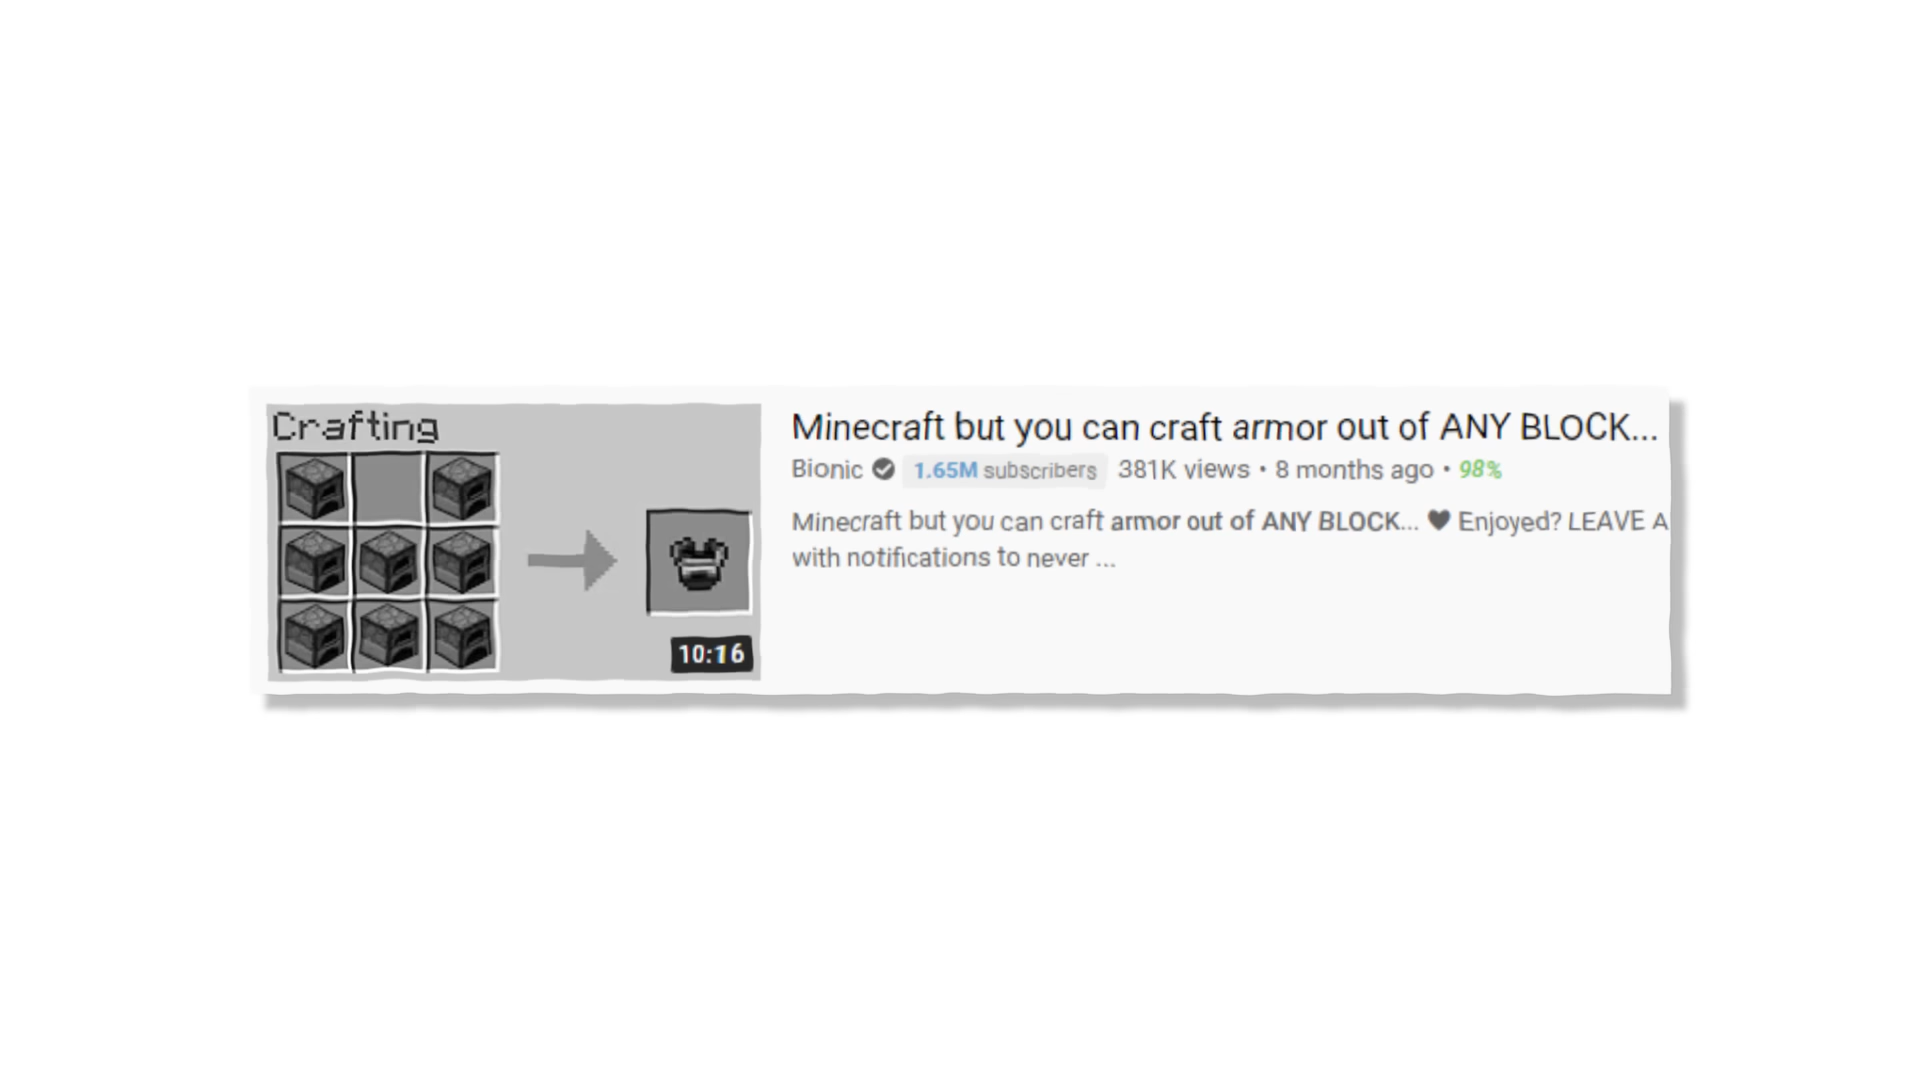 Crafting
10:16
Minecraft but you can craft armor out of ANY BLOCK...
Bionic 1.65M subscribers 381K views • 8 months ago • 98%
Minecraft but you can craft armor out of ANY BLOCK... ♥ Enjoyed? LEAVE A
with notifications to never ...